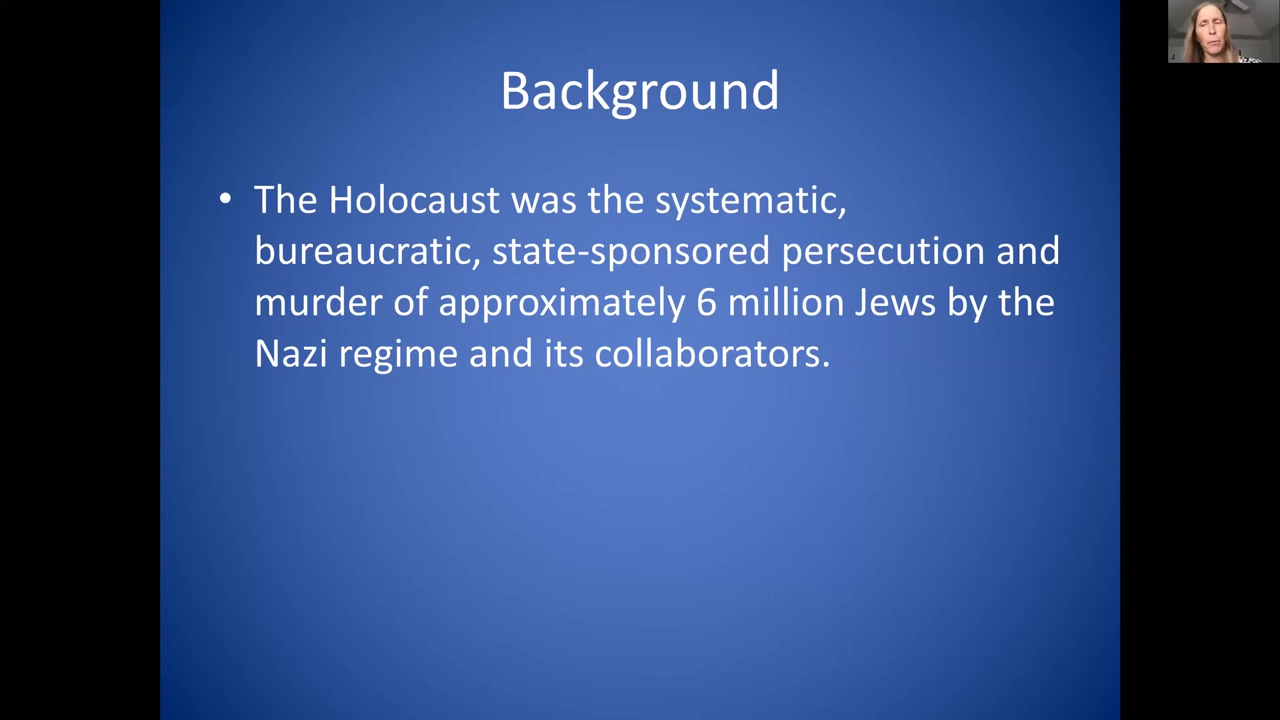 Background
• The Holocaust was the systematic,
bureaucratic, state-sponsored persecution and
murder of approximately 6 million Jews by the
Nazi regime and its collaborators.